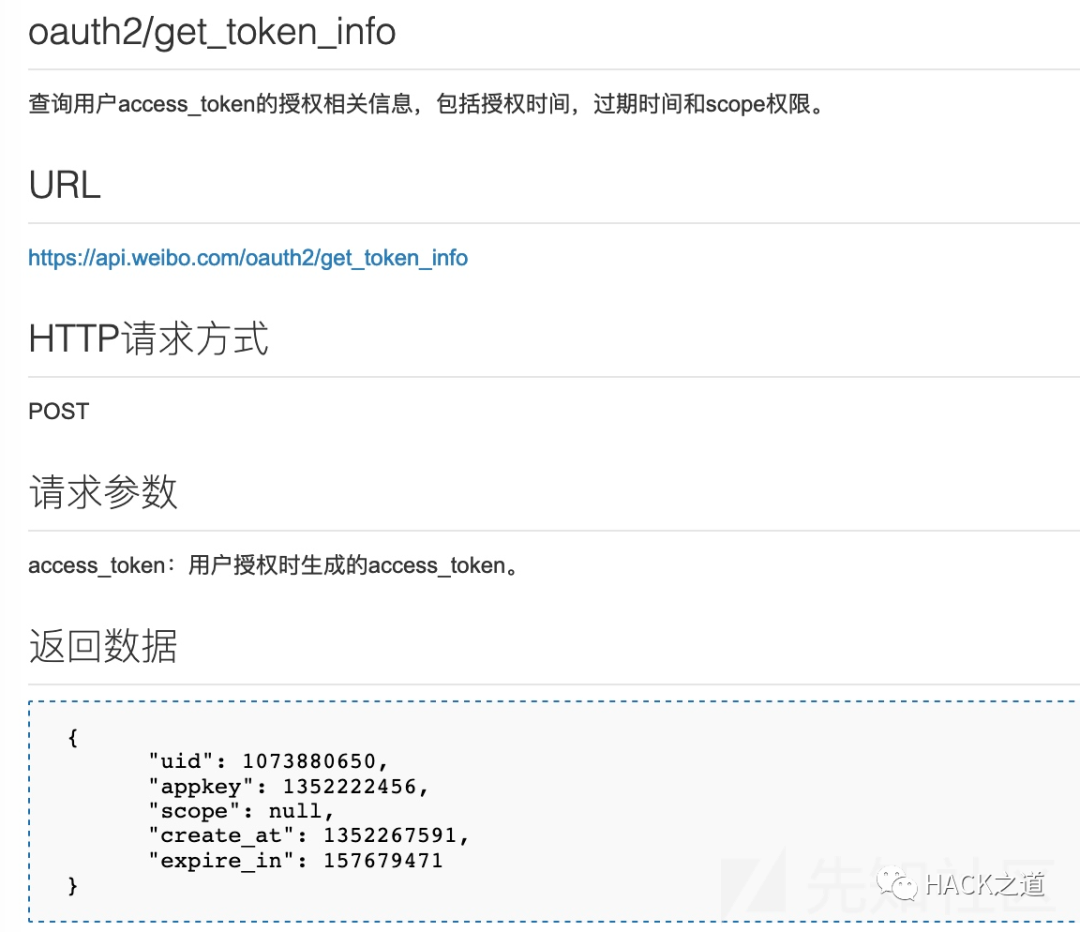 oauth2/get_token_info
查询用户access_token的授权相关信息，包括授权时间，过期时间和scope权限。
URL
https://api.weibo.com/oauth2/get_token_info
HTTP请求方式
POST
请求参数
access_token：用户授权时生成的access_token。
返回数据
{
"uid": 1073880650,
"appkey": 1352222456,
"scope": null,
"create_at": 1352267591,
"expire_in": 157679471
}
先知社区
HACK之道